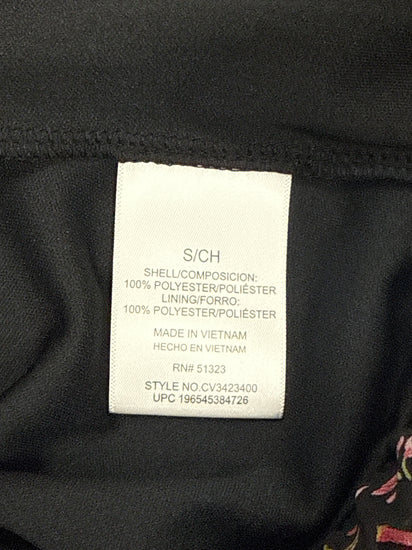 S/CH
SHELL/COMPOSICION:
100% POLYESTER/POLIÉSTER
LINING/FORRO:
100% POLYESTER/POLIÉSTER
MADE IN VIETNAM
HECHO EN VIETNAM
RN# 51323
STYLE NO.CV3423400
UPC 196545384726